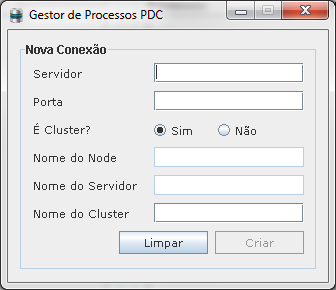 Gestor de Processos PDC
Nova Conexão
Servidor
Porta
É Cluster? Sim Não
Nome do Node
Nome do Servidor
Nome do Cluster
Limpar Criar